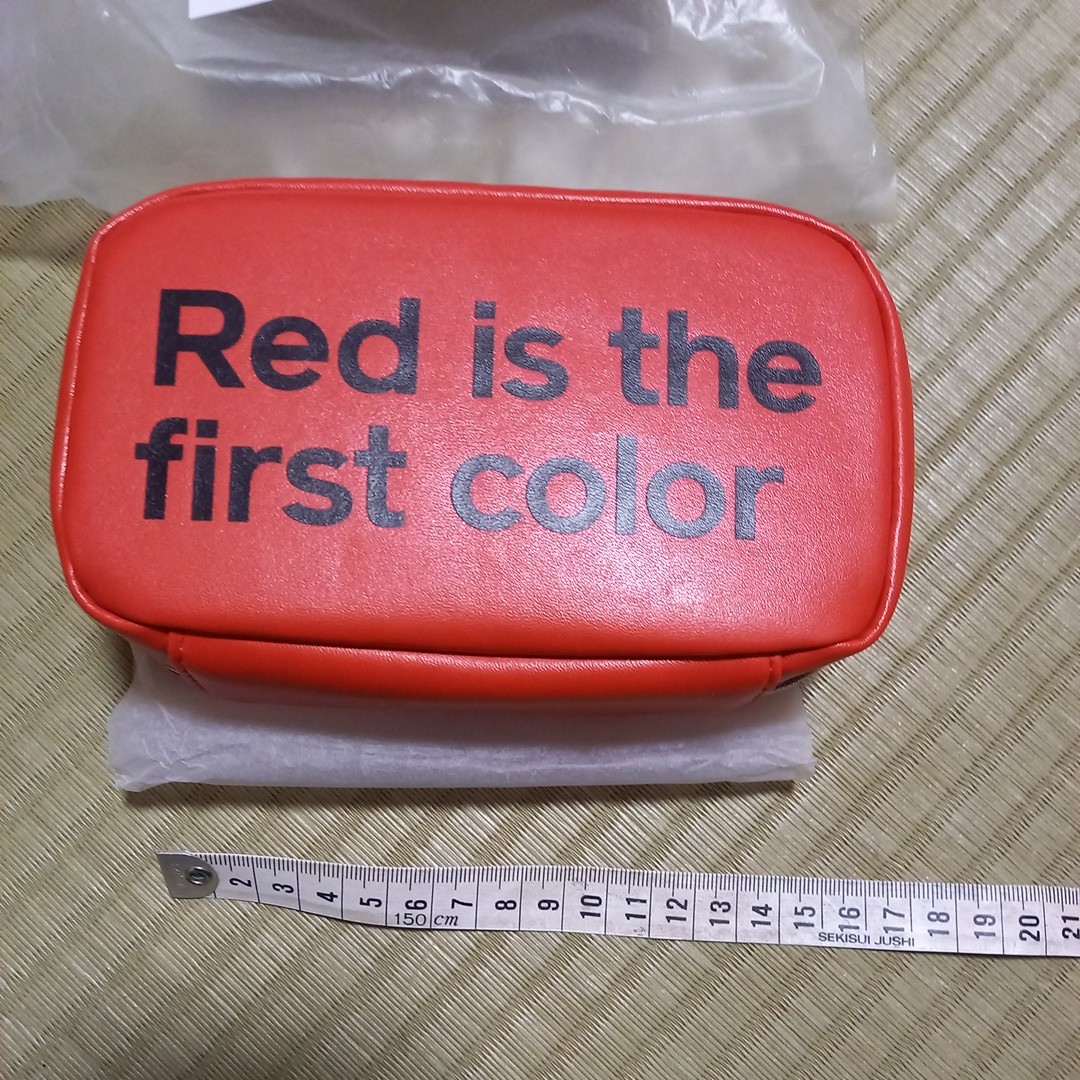 Red is the
first color
2 3 4 5 6 7 8 9 10 11 12 13 14 15 16 17 18 19 20 21
150 cm
SEKISUI JUSHI